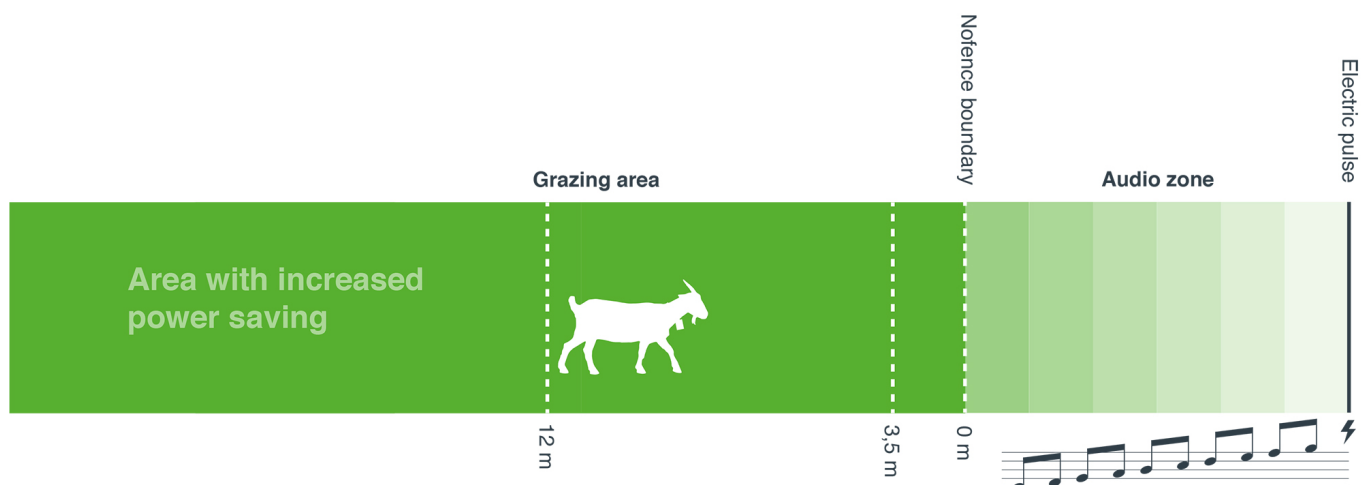 Nofence boundary
Electric pulse
Grazing area
Audio zone
Area with increased
power saving
12 m
3,5 m
0 m